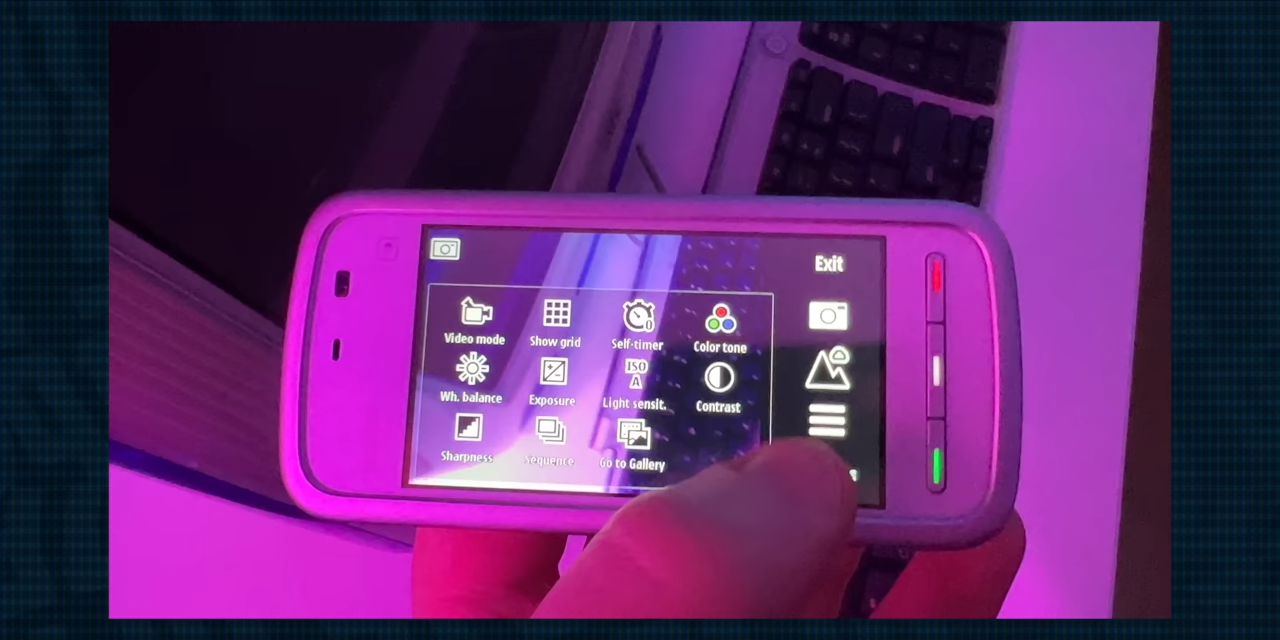 Exit
Video mode
Show grid
Self-timer
Color tone
Wh. balance
Exposure
ISO
A
Light sensit.
Contrast
Sharpness
Sequence
Go to Gallery